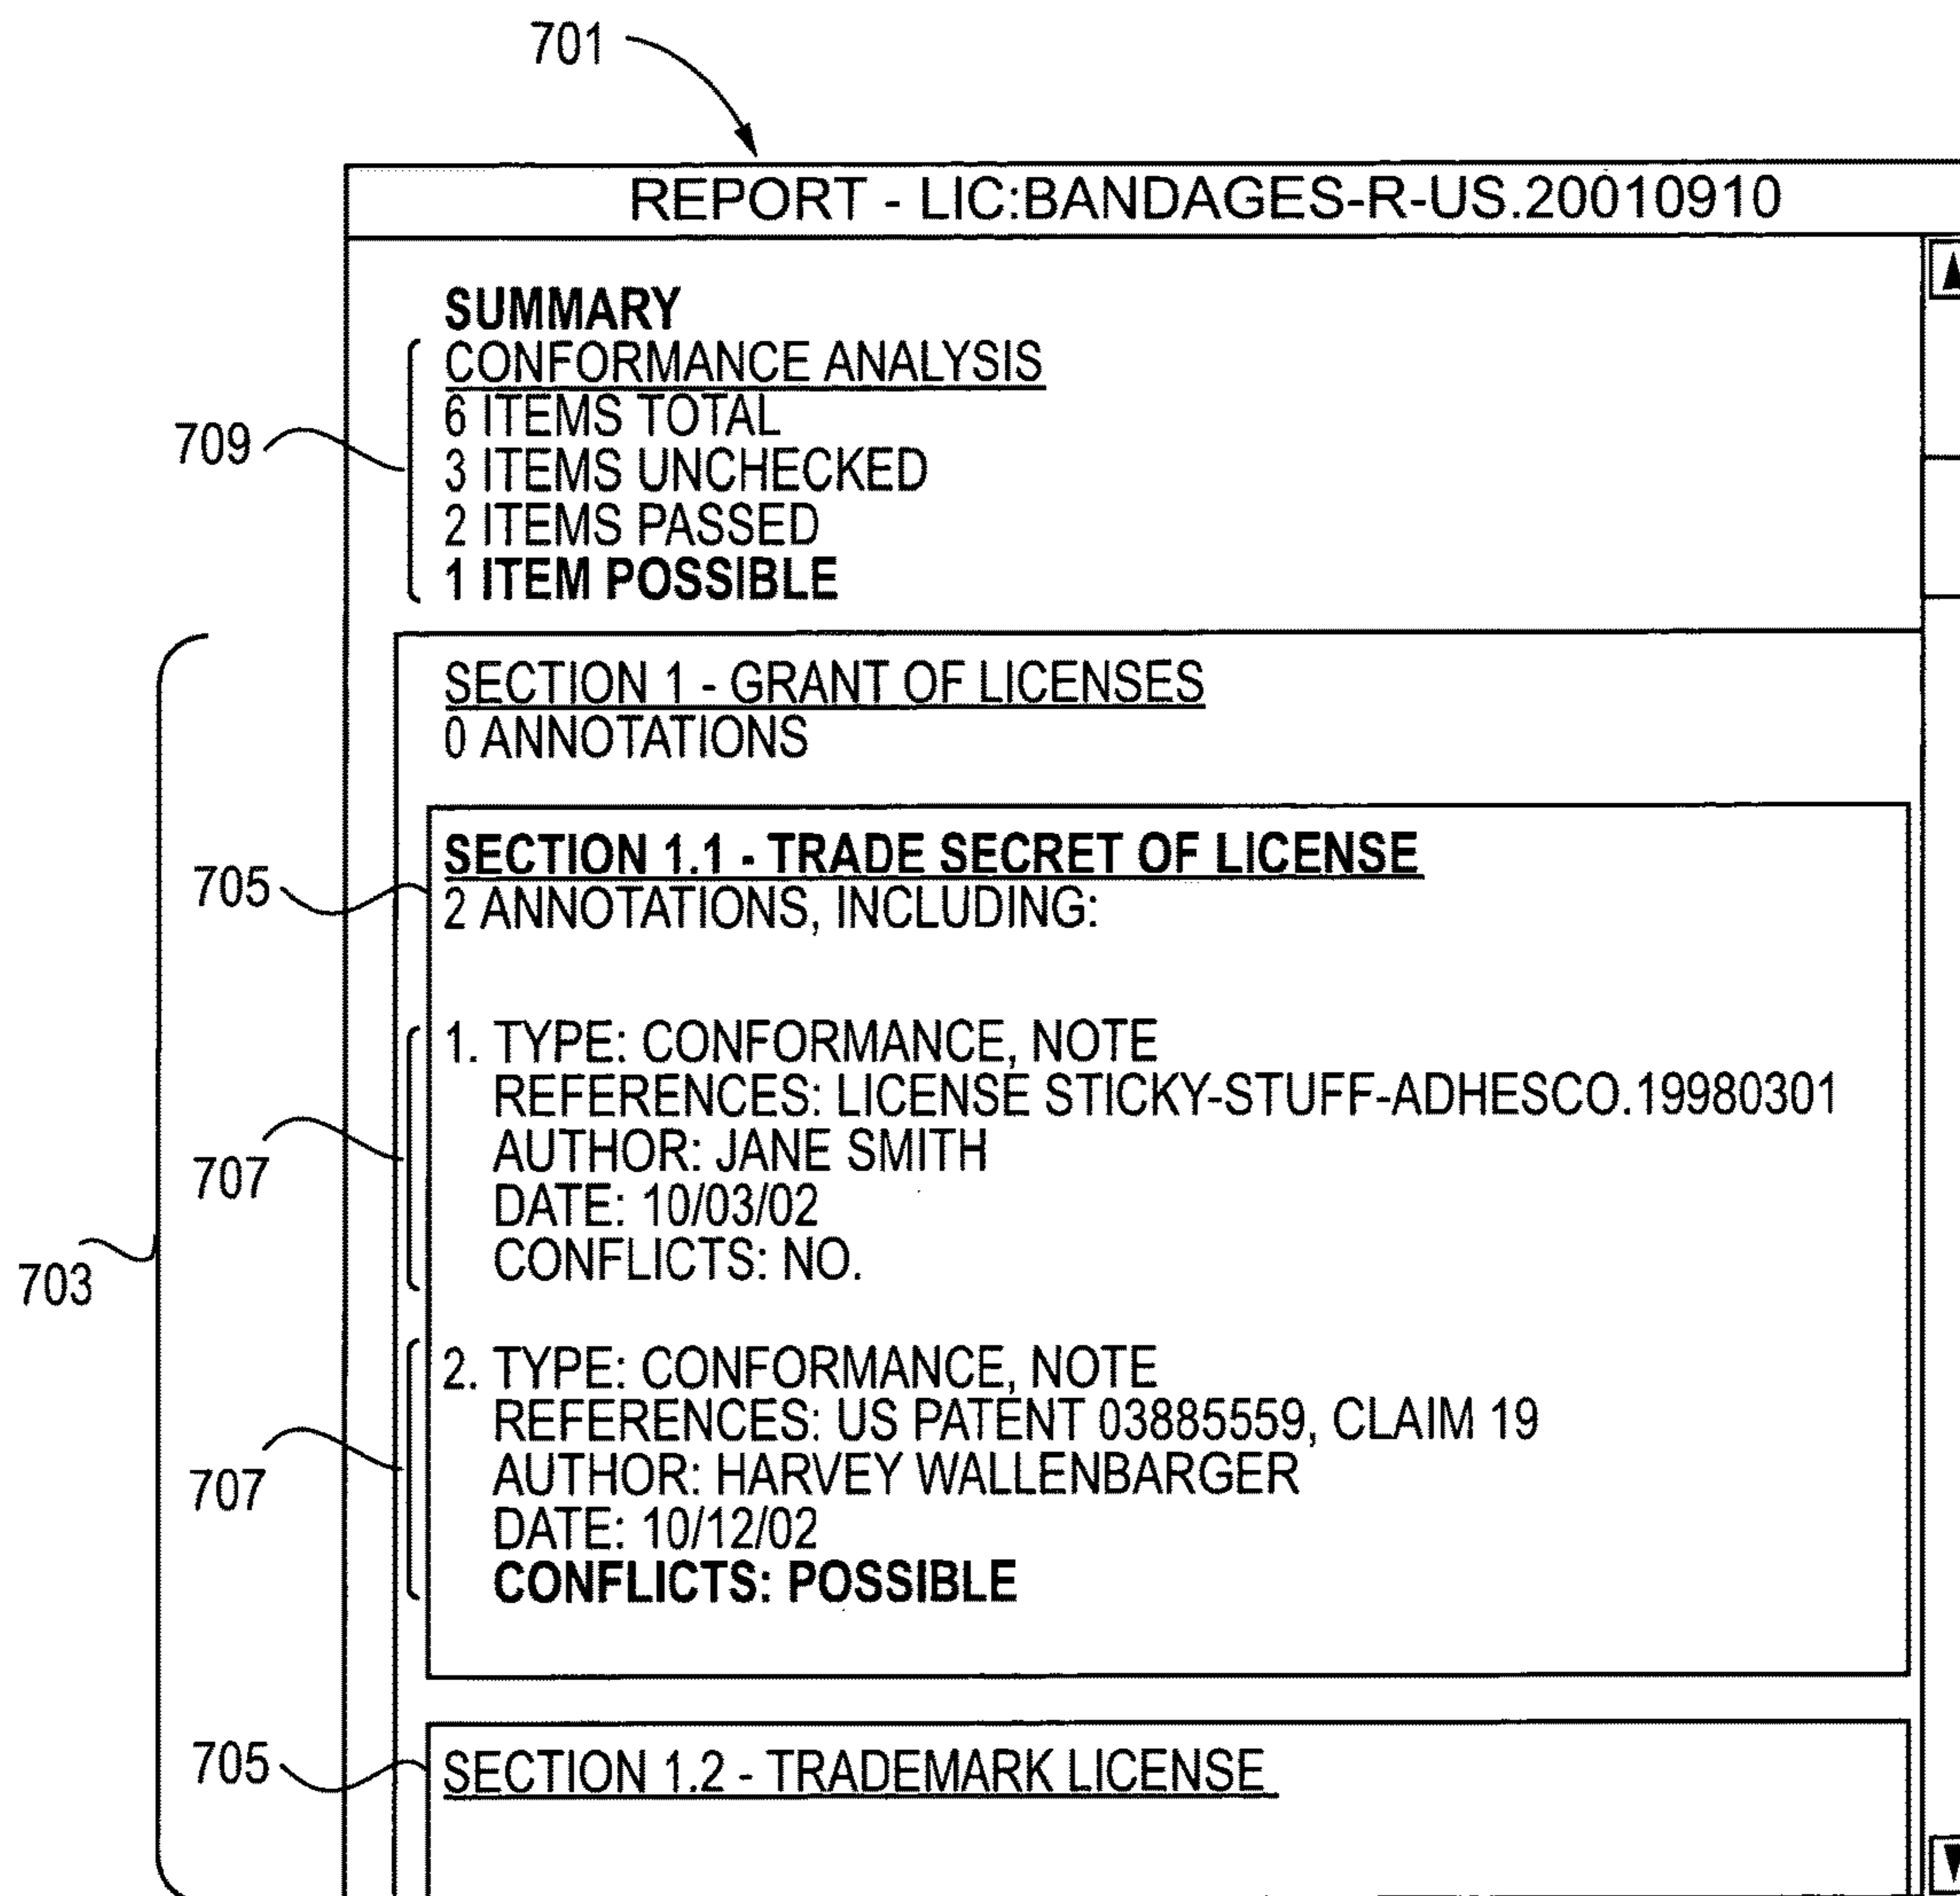 701
REPORT - LIC:BANDAGES-R-US.20010910
SUMMARY
CONFORMANCE ANALYSIS
6 ITEMS TOTAL
709
3 ITEMS UNCHECKED
2 ITEMS PASSED
1 ITEM POSSIBLE
SECTION 1 - GRANT OF LICENSES
0 ANNOTATIONS
SECTION 1.1 - TRADE SECRET OF LICENSE
705
2 ANNOTATIONS, INCLUDING:
1. TYPE: CONFORMANCE, NOTE
REFERENCES: LICENSE STICKY-STUFF-ADHESCO.19980301
AUTHOR: JANE SMITH
707
DATE: 10/03/02
CONFLICTS: NO.
703
2. TYPE: CONFORMANCE, NOTE
REFERENCES: US PATENT 03885559, CLAIM 19
AUTHOR: HARVEY WALLENBARGER
707
DATE: 10/12/02
CONFLICTS: POSSIBLE
705
SECTION 1.2 - TRADEMARK LICENSE